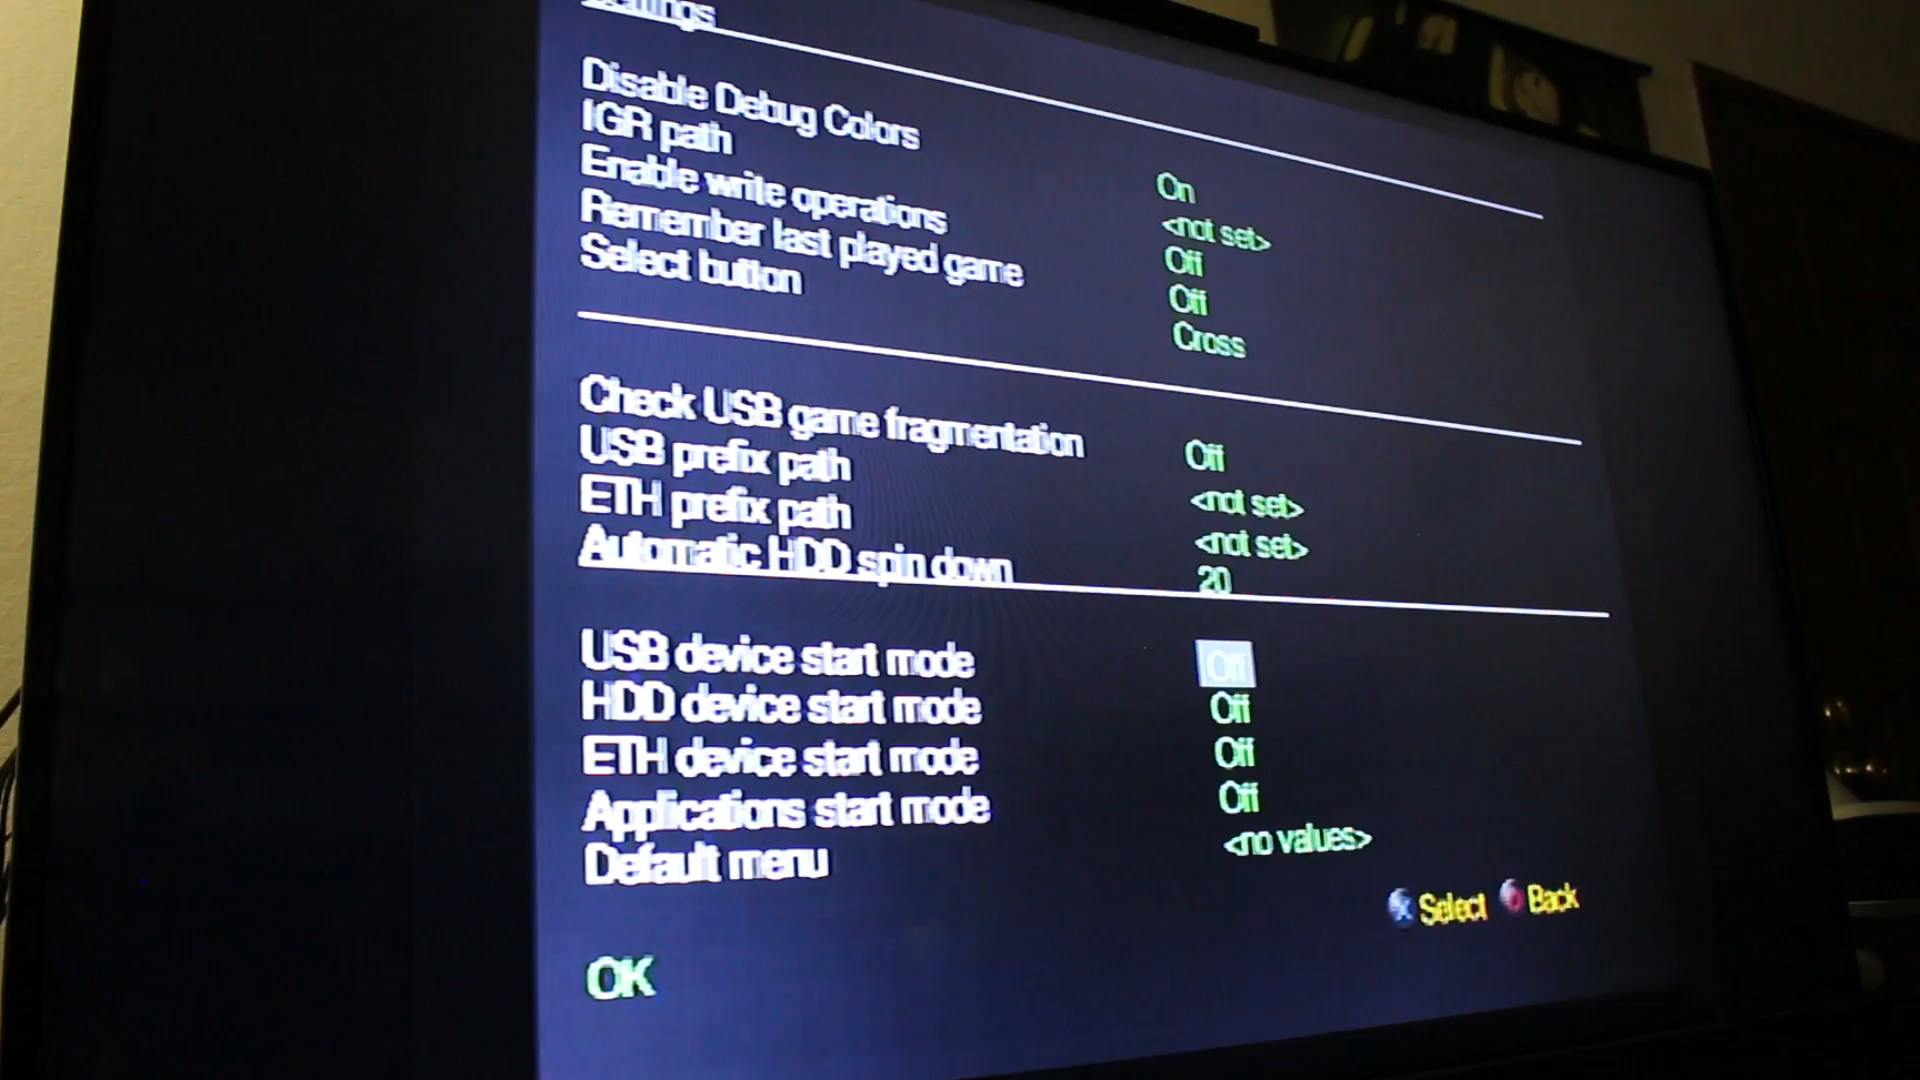 Settings
Disable Debug Colors On
IGR path <not set>
Enable write operations Off
Remember last played game Off
Select button Cross
Check USB game fragmentation Off
USB prefix path <not set>
ETH prefix path <not set>
Automatic HDD spin down 20
USB device start mode Off
HDD device start mode Off
ETH device start mode Off
Applications start mode Off
Default menu <no values>
X Select O Back
OK